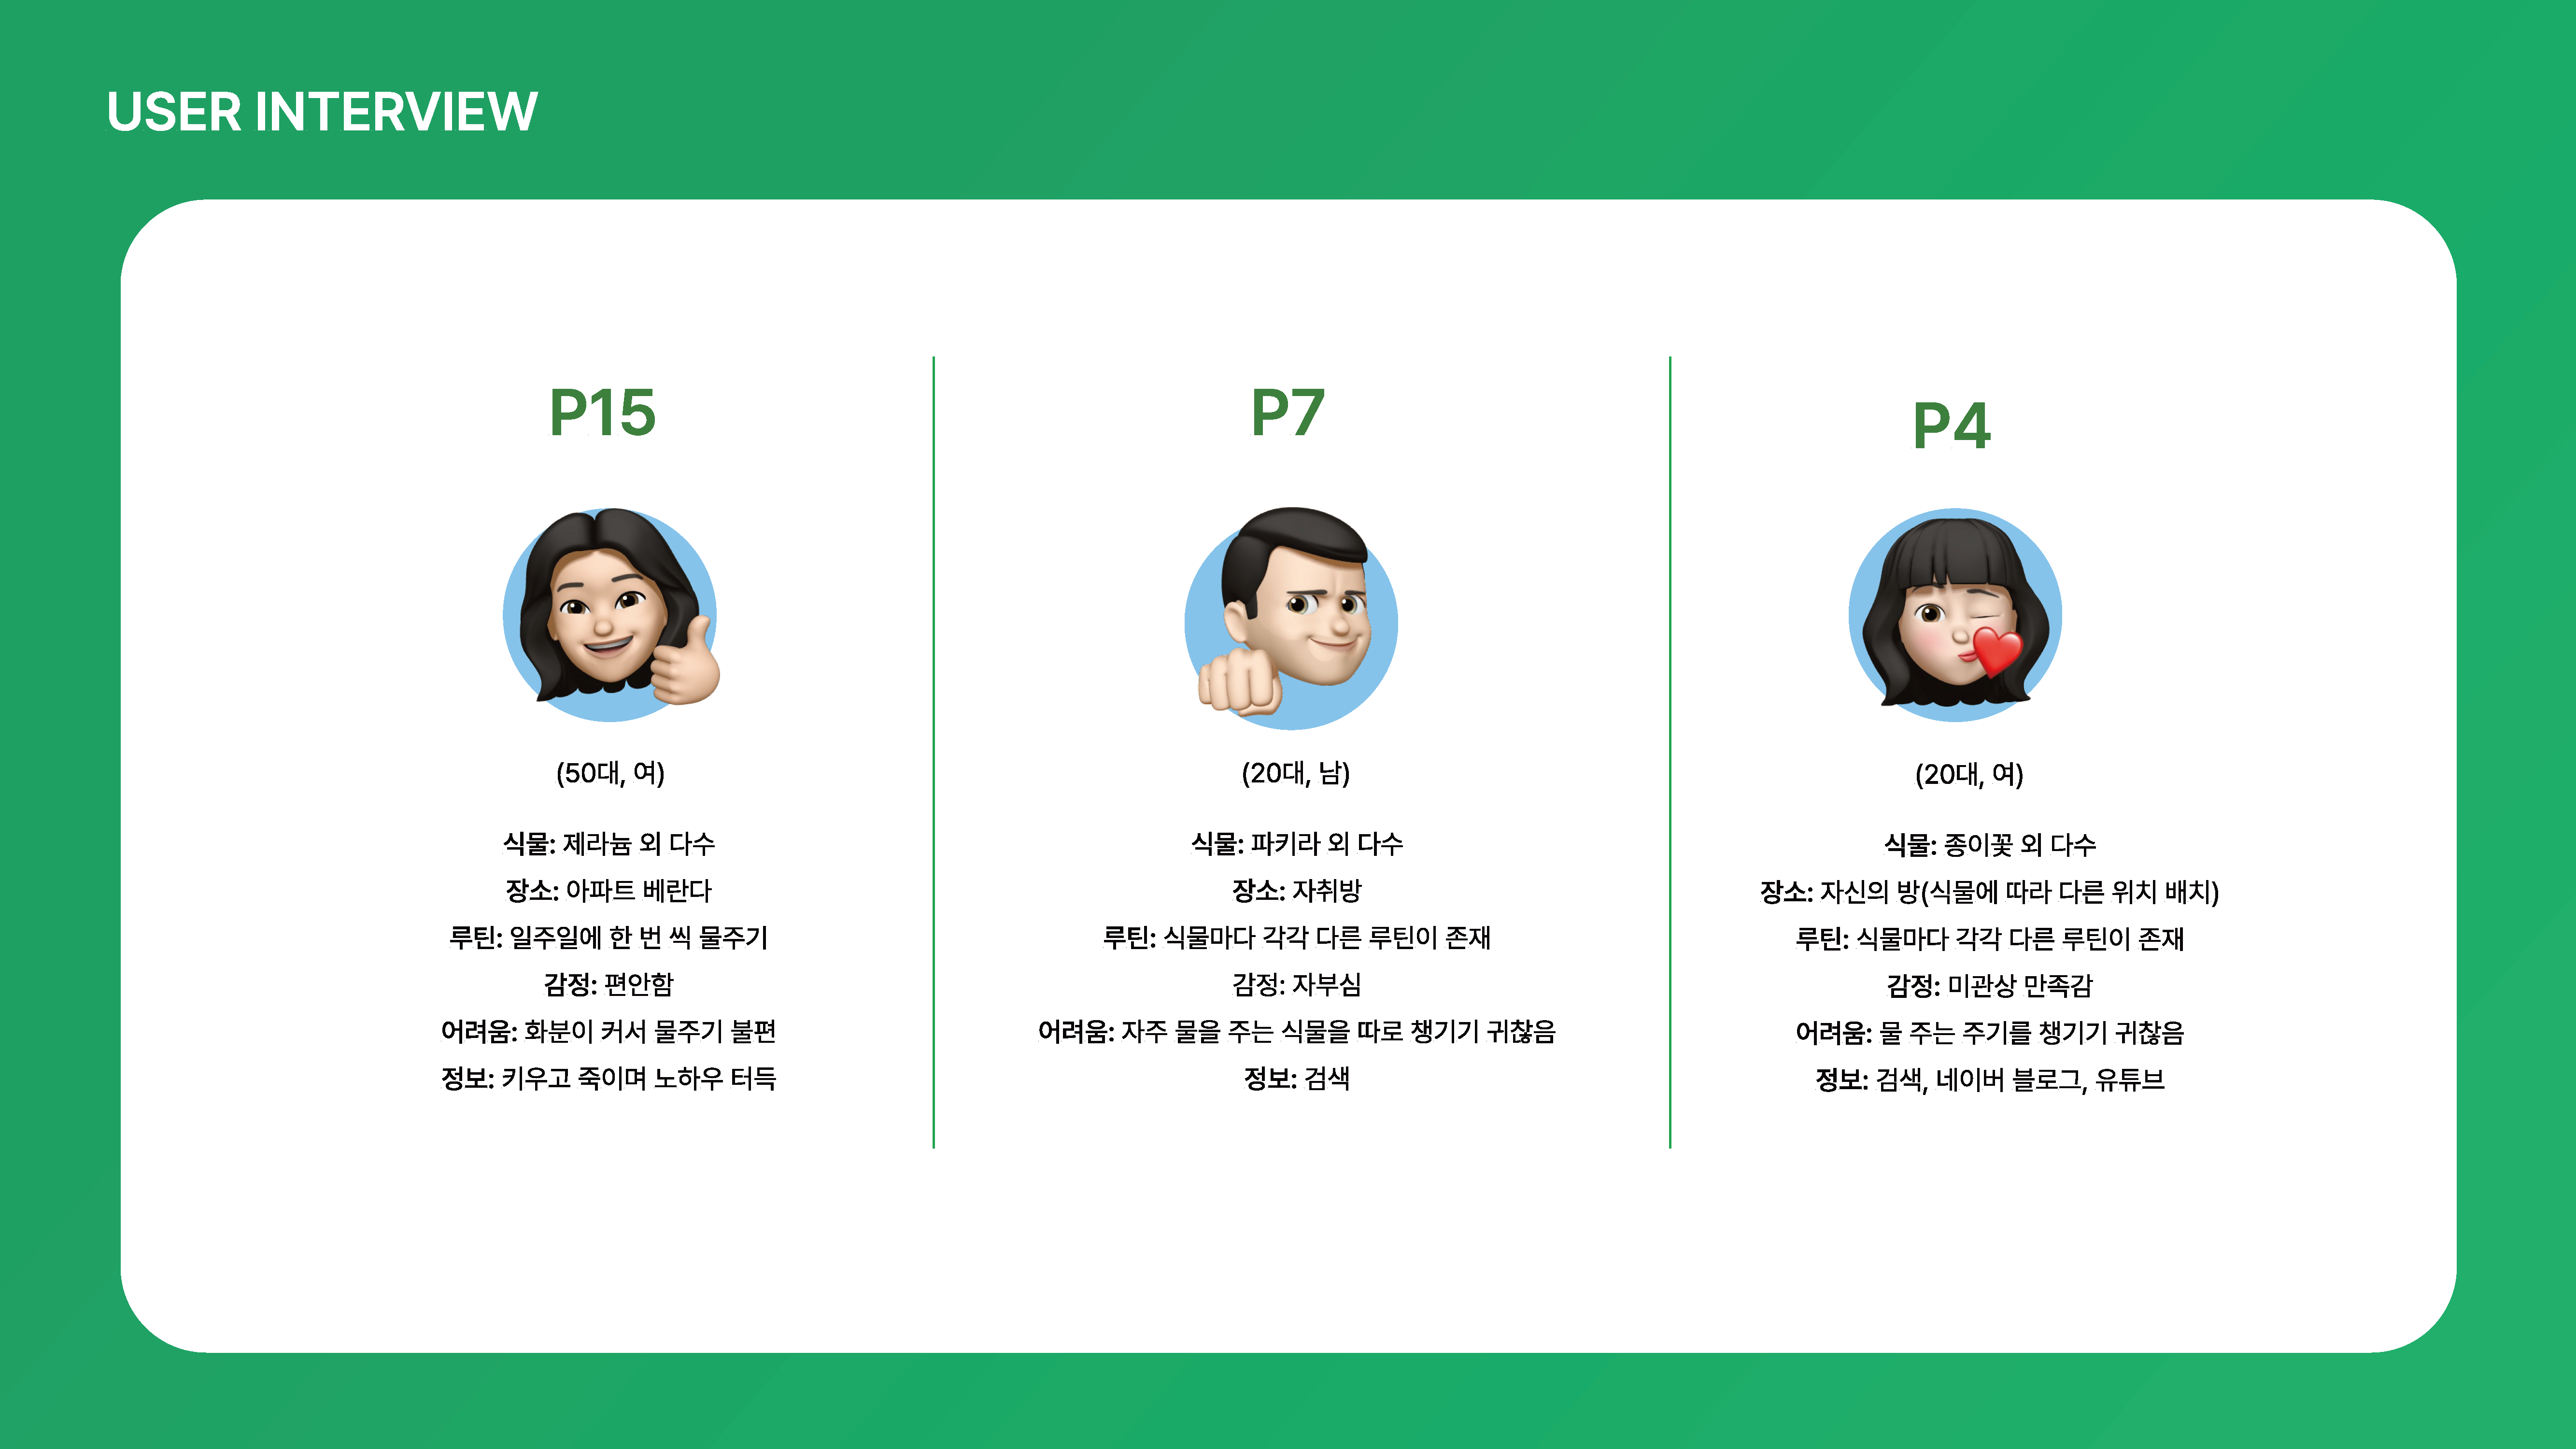 USER INTERVIEW
P15
(50대, 여)
식물: 제라늄 외 다수
장소: 아파트 베란다
루틴: 일주일에 한 번 씩 물주기
감정: 편안함
어려움: 화분이 커서 물주기 불편
정보: 키우고 죽이며 노하우 터득
P7
(20대, 남)
식물: 파키라 외 다수
장소: 자취방
루틴: 식물마다 각각 다른 루틴이 존재
감정: 자부심
어려움: 자주 물을 주는 식물을 따로 챙기기 귀찮음
정보: 검색
P4
(20대, 여)
식물: 종이꽃 외 다수
장소: 자신의 방(식물에 따라 다른 위치 배치)
루틴: 식물마다 각각 다른 루틴이 존재
감정: 미관상 만족감
어려움: 물 주는 주기를 챙기기 귀찮음
정보: 검색, 네이버 블로그, 유튜브